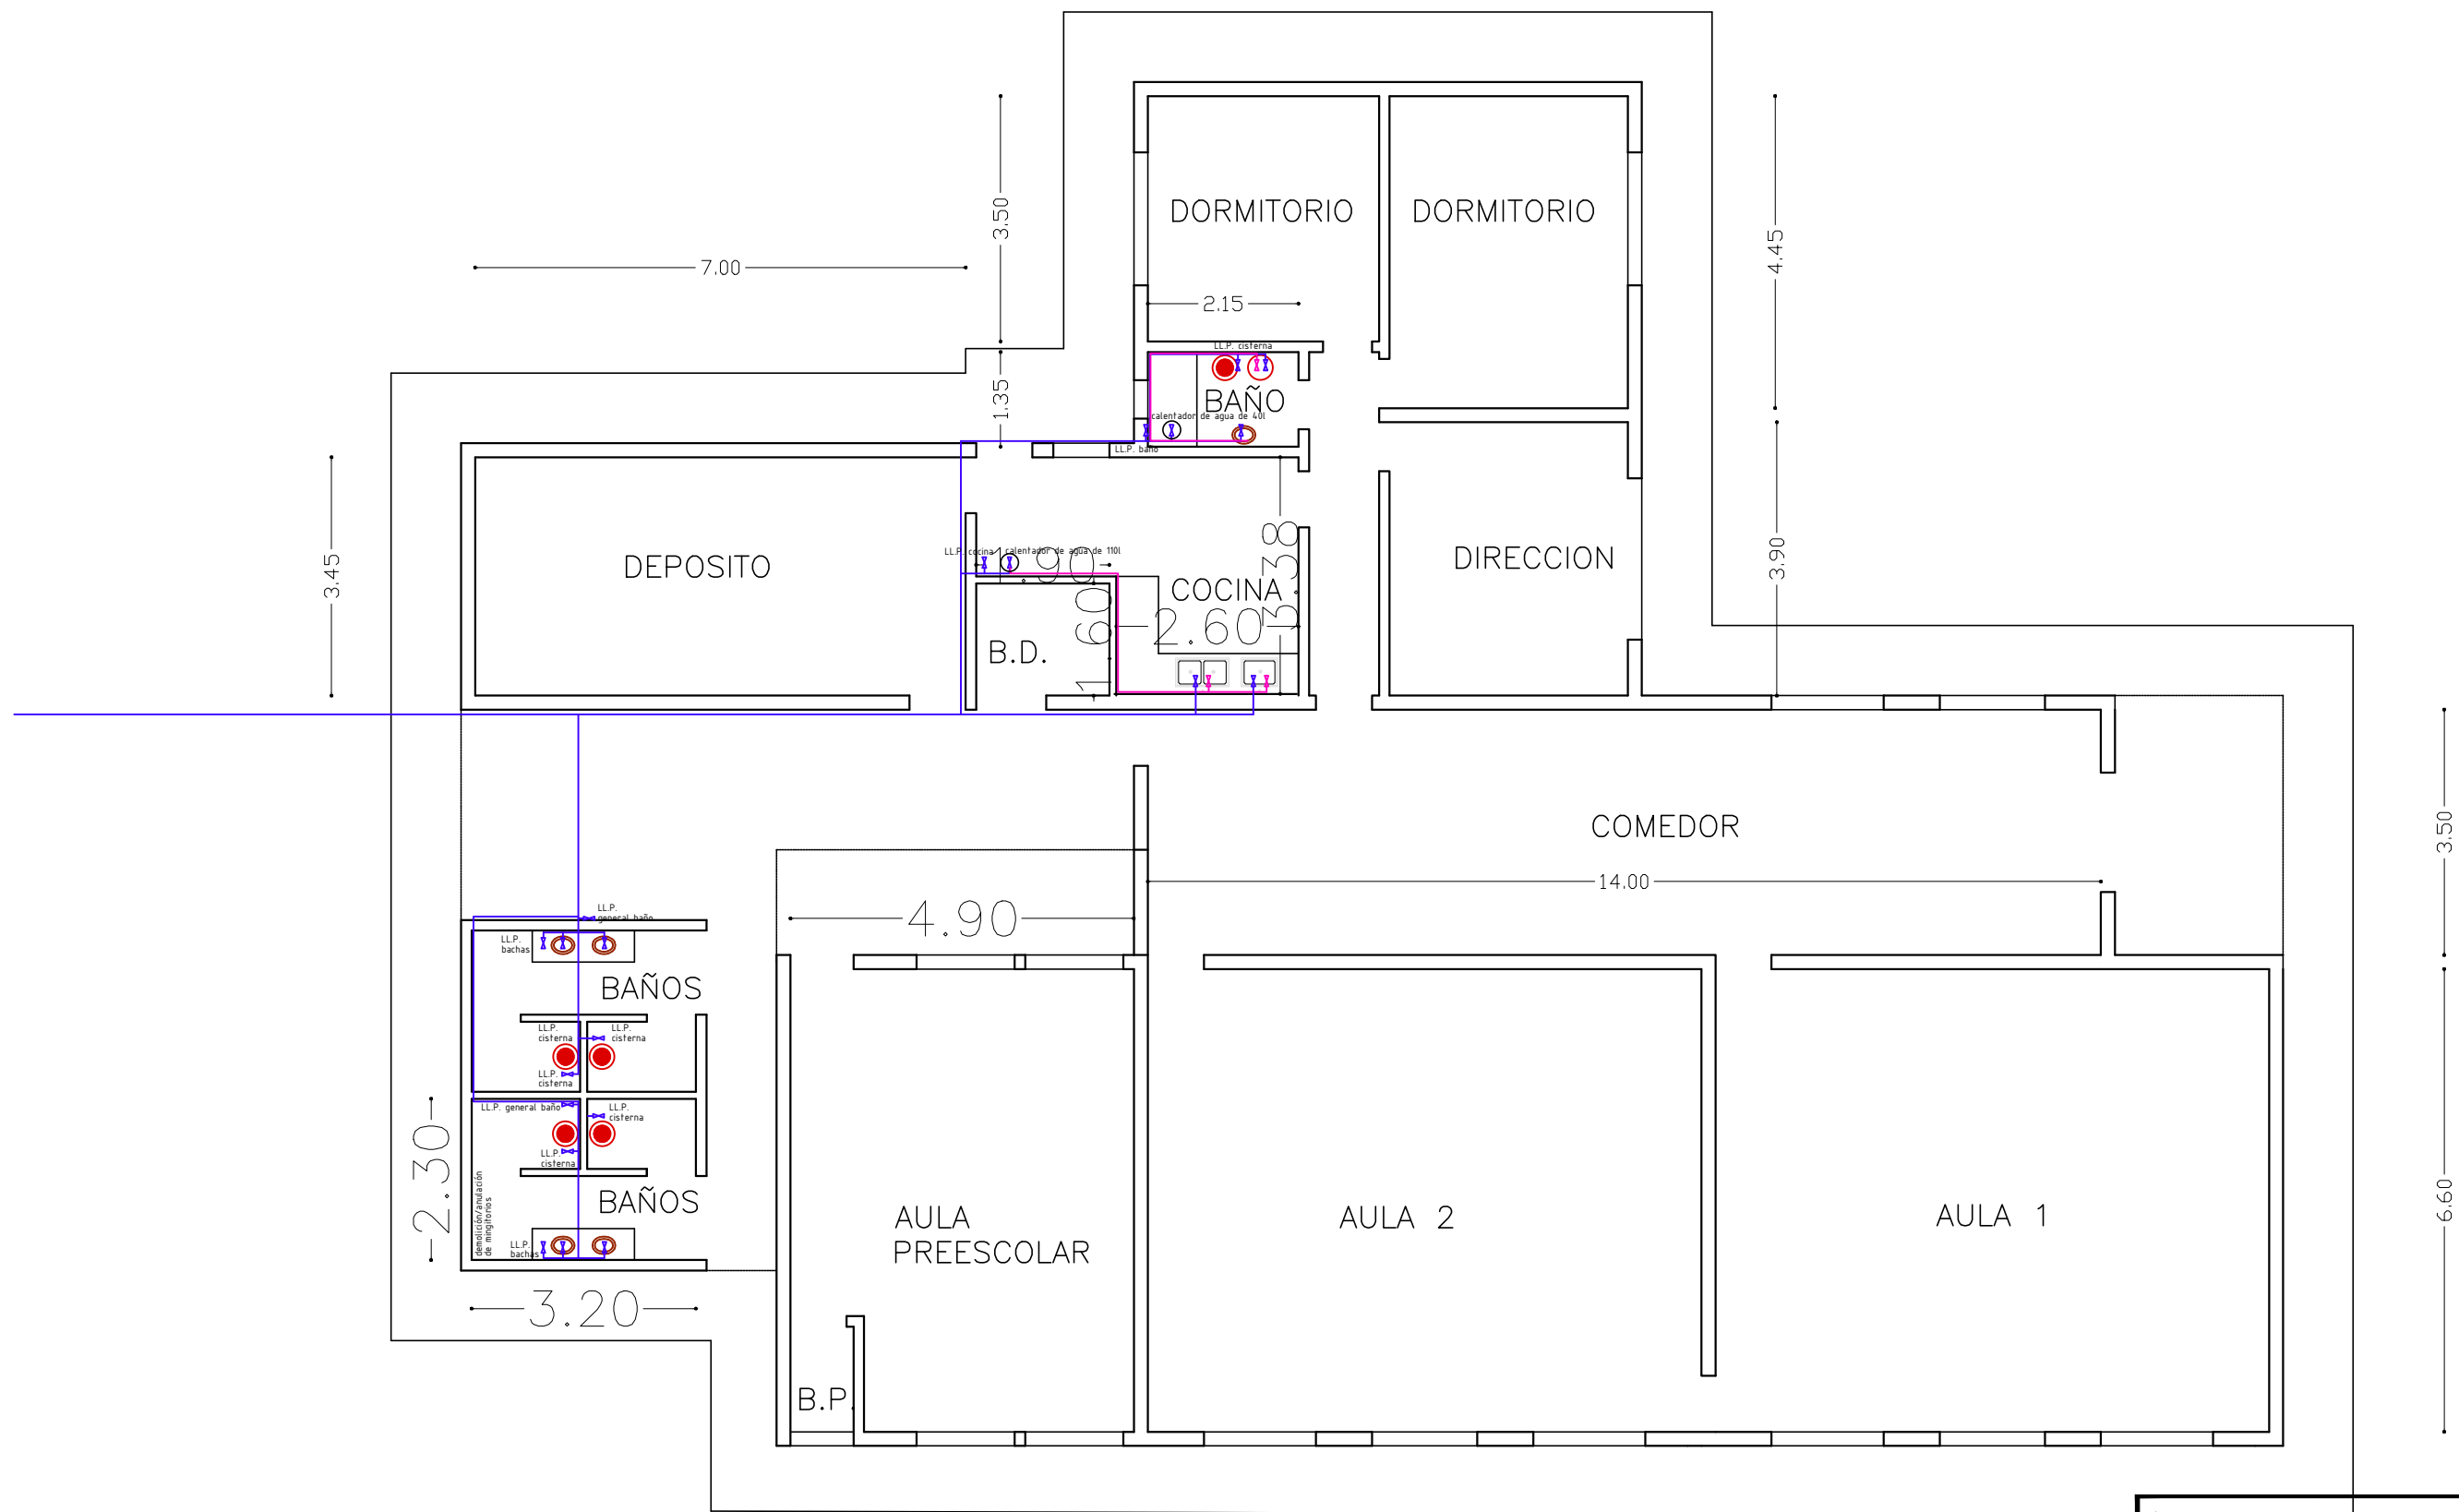 DORMITORIO
DORMITORIO
3.50
4.45
7.00
2.15
LL.P. cisterna
1.35
BAÑO
calentador de agua de 40l
LL.P. baño
3.45
DEPOSITO
LL.P. cocina
calentador de agua de 110l
1.90
3.38
DIRECCION
3.90
COCINA
1.60
2.60
B.D.
COMEDOR
3.50
14.00
4.90
LL.P.
general baño
LL.P.
bachas
BAÑOS
LL.P.
cisterna
LL.P.
cisterna
LL.P.
cisterna
LL.P. general baño
LL.P.
cisterna
LL.P.
cisterna
2.30
demolición/anulación
de mingitorios
BAÑOS
LL.P.
bachas
3.20
AULA
PREESCOLAR
AULA 2
AULA 1
6.60
B.P.